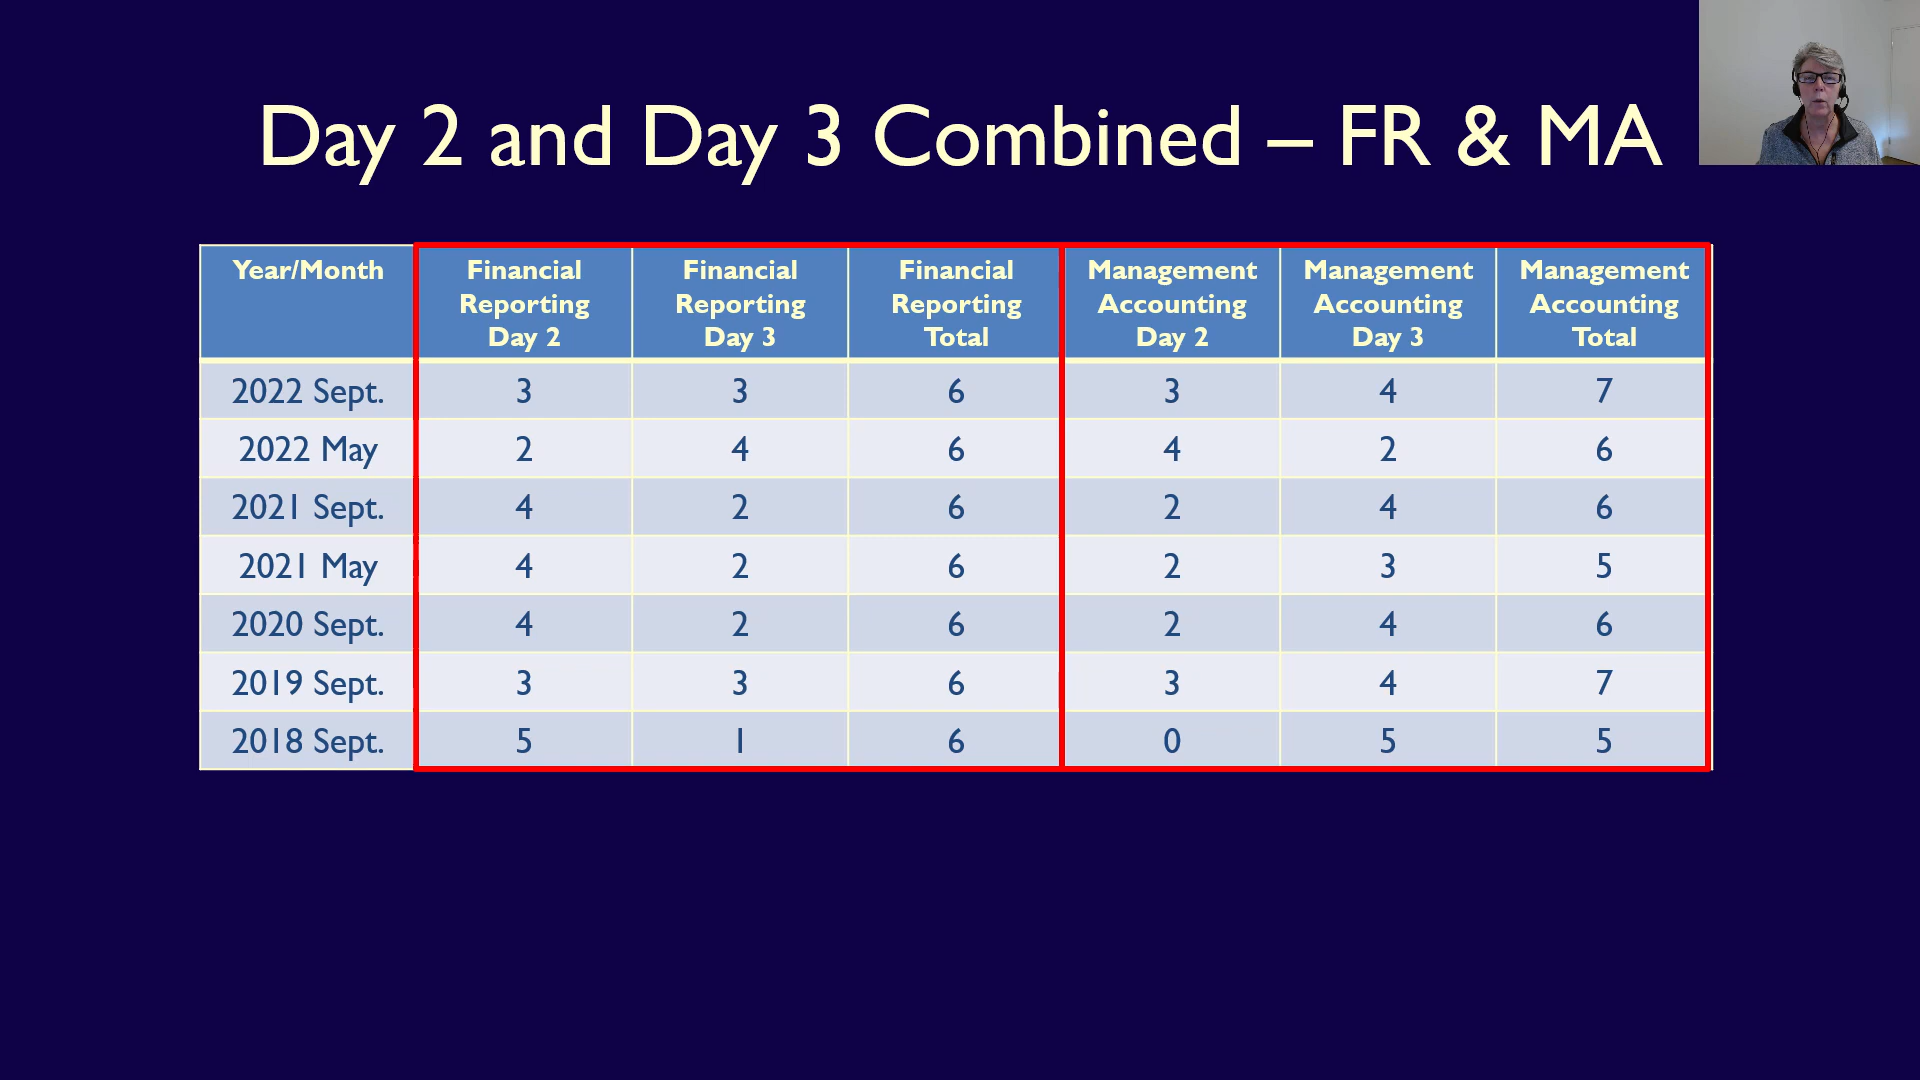 Day 2 and Day 3 Combined – FR & MA
Year/Month Financial Reporting Day 2 Financial Reporting Day 3 Financial Reporting Total Management Accounting Day 2 Management Accounting Day 3 Management Accounting Total
2022 Sept. 3 3 6 3 4 7
2022 May 2 4 6 4 2 6
2021 Sept. 4 2 6 2 4 6
2021 May 4 2 6 2 3 5
2020 Sept. 4 2 6 2 4 6
2019 Sept. 3 3 6 3 4 7
2018 Sept. 5 1 6 0 5 5